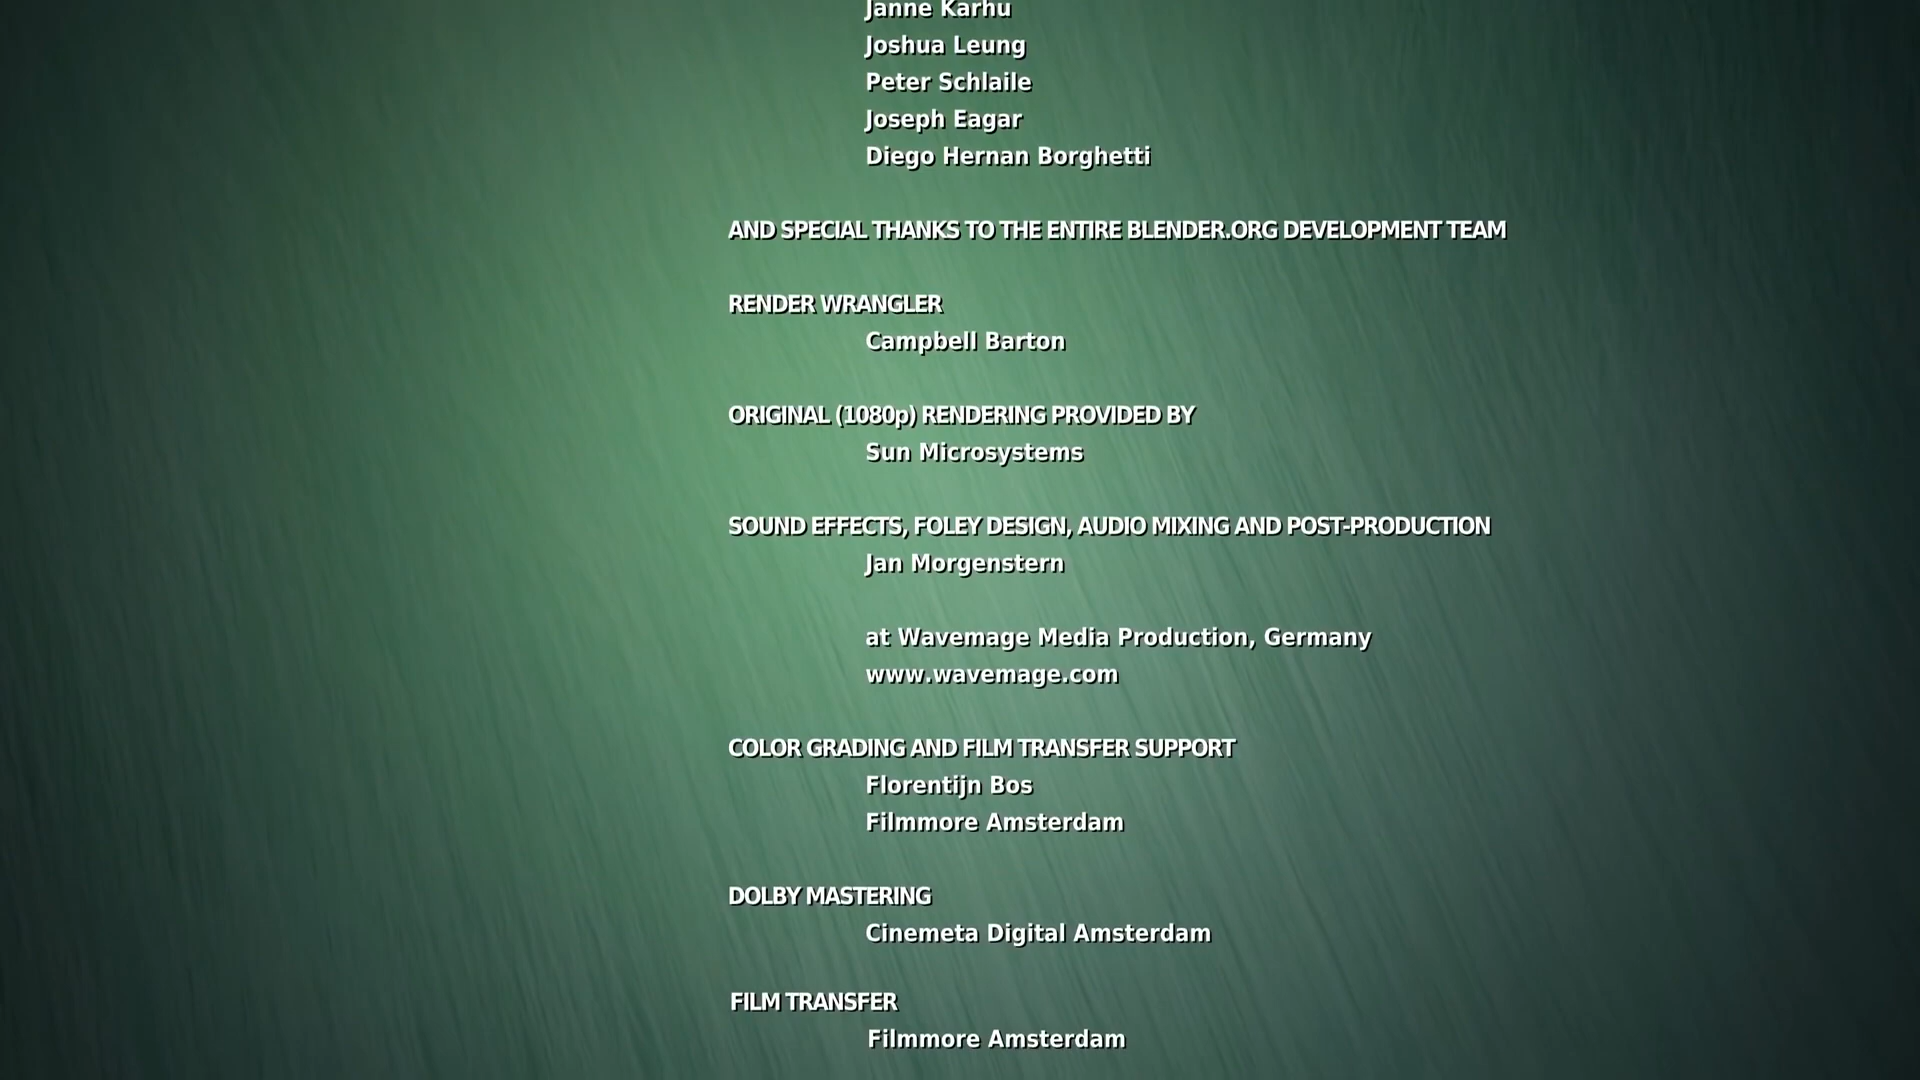 Janne Karhu
Joshua Leung
Peter Schlaile
Joseph Eagar
Diego Hernan Borghetti
AND SPECIAL THANKS TO THE ENTIRE BLENDER.ORG DEVELOPMENT TEAM
RENDER WRANGLER
Campbell Barton
ORIGINAL (1080p) RENDERING PROVIDED BY
Sun Microsystems
SOUND EFFECTS, FOLEY DESIGN, AUDIO MIXING AND POST-PRODUCTION
Jan Morgenstern
at Wavemage Media Production, Germany
www.wavemage.com
COLOR GRADING AND FILM TRANSFER SUPPORT
Florentijn Bos
Filmmore Amsterdam
DOLBY MASTERING
Cinemeta Digital Amsterdam
FILM TRANSFER
Filmmore Amsterdam